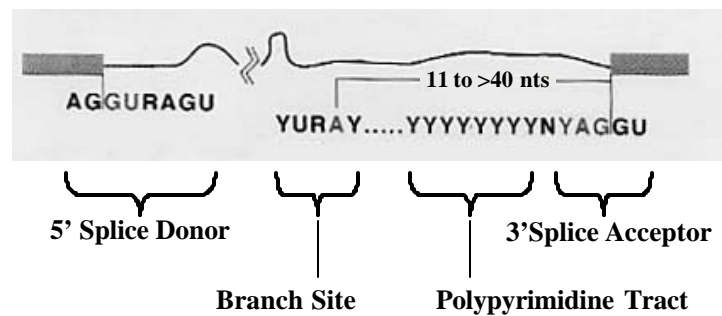 11 to >40 nts
AGGURAGU
YURAY.....YYYYYYYYNYAGGU
5' Splice Donor
3'Splice Acceptor
Branch Site
Polypyrimidine Tract